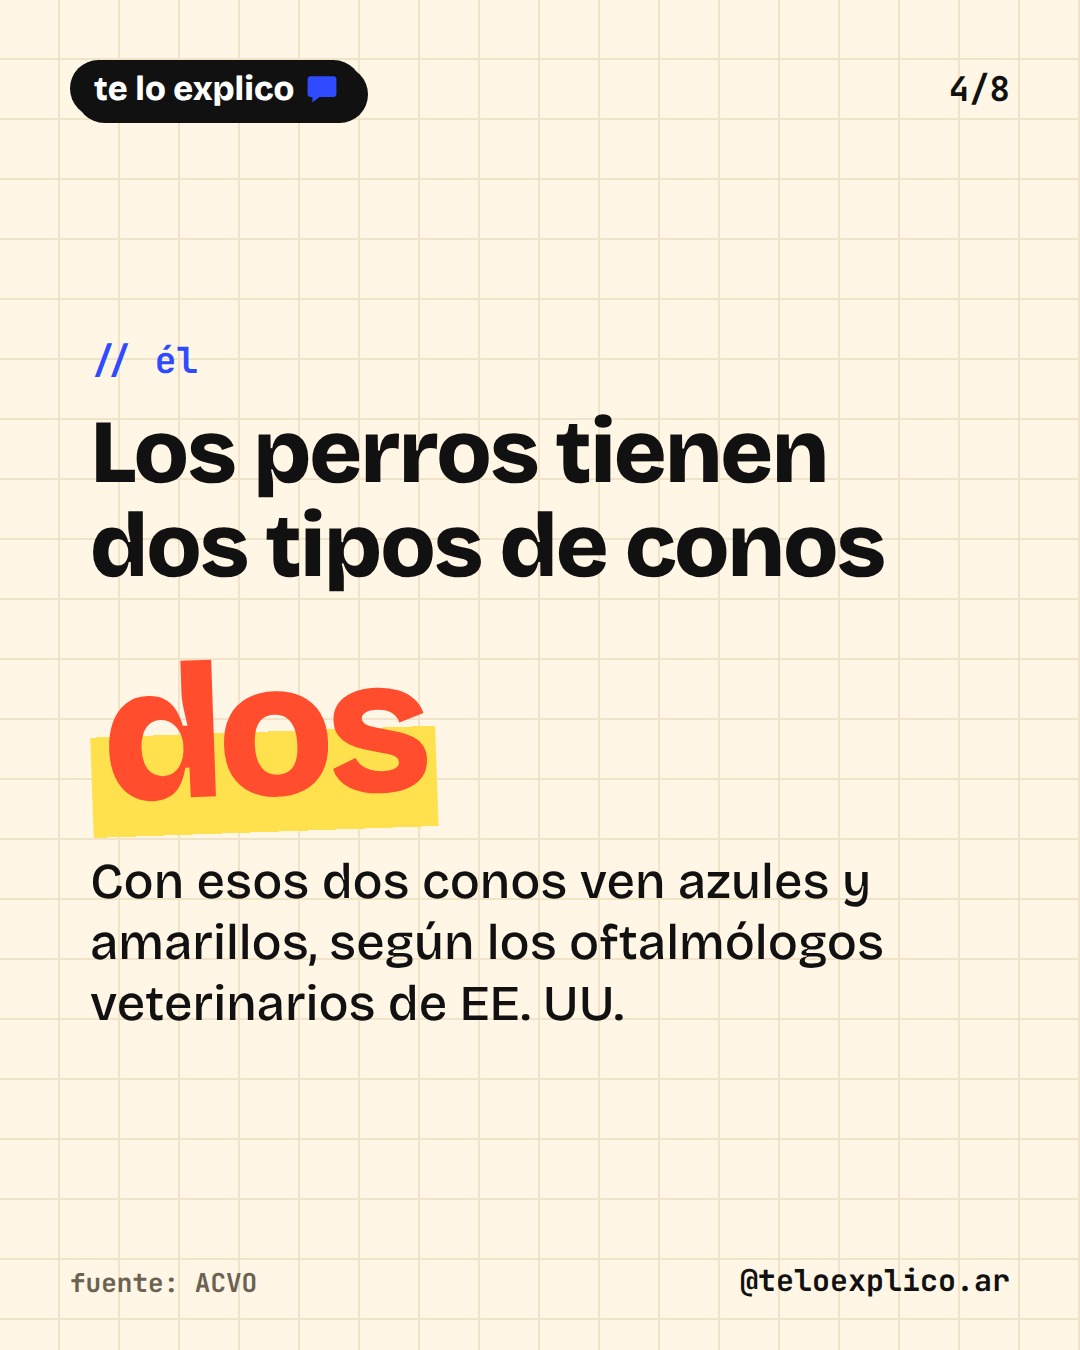 te lo explico
4/8
// él
Los perros tienen
dos tipos de conos
dos
Con esos dos conos ven azules y
amarillos, según los oftalmólogos
veterinarios de EE. UU.
fuente: ACVO
@teloexplico.ar